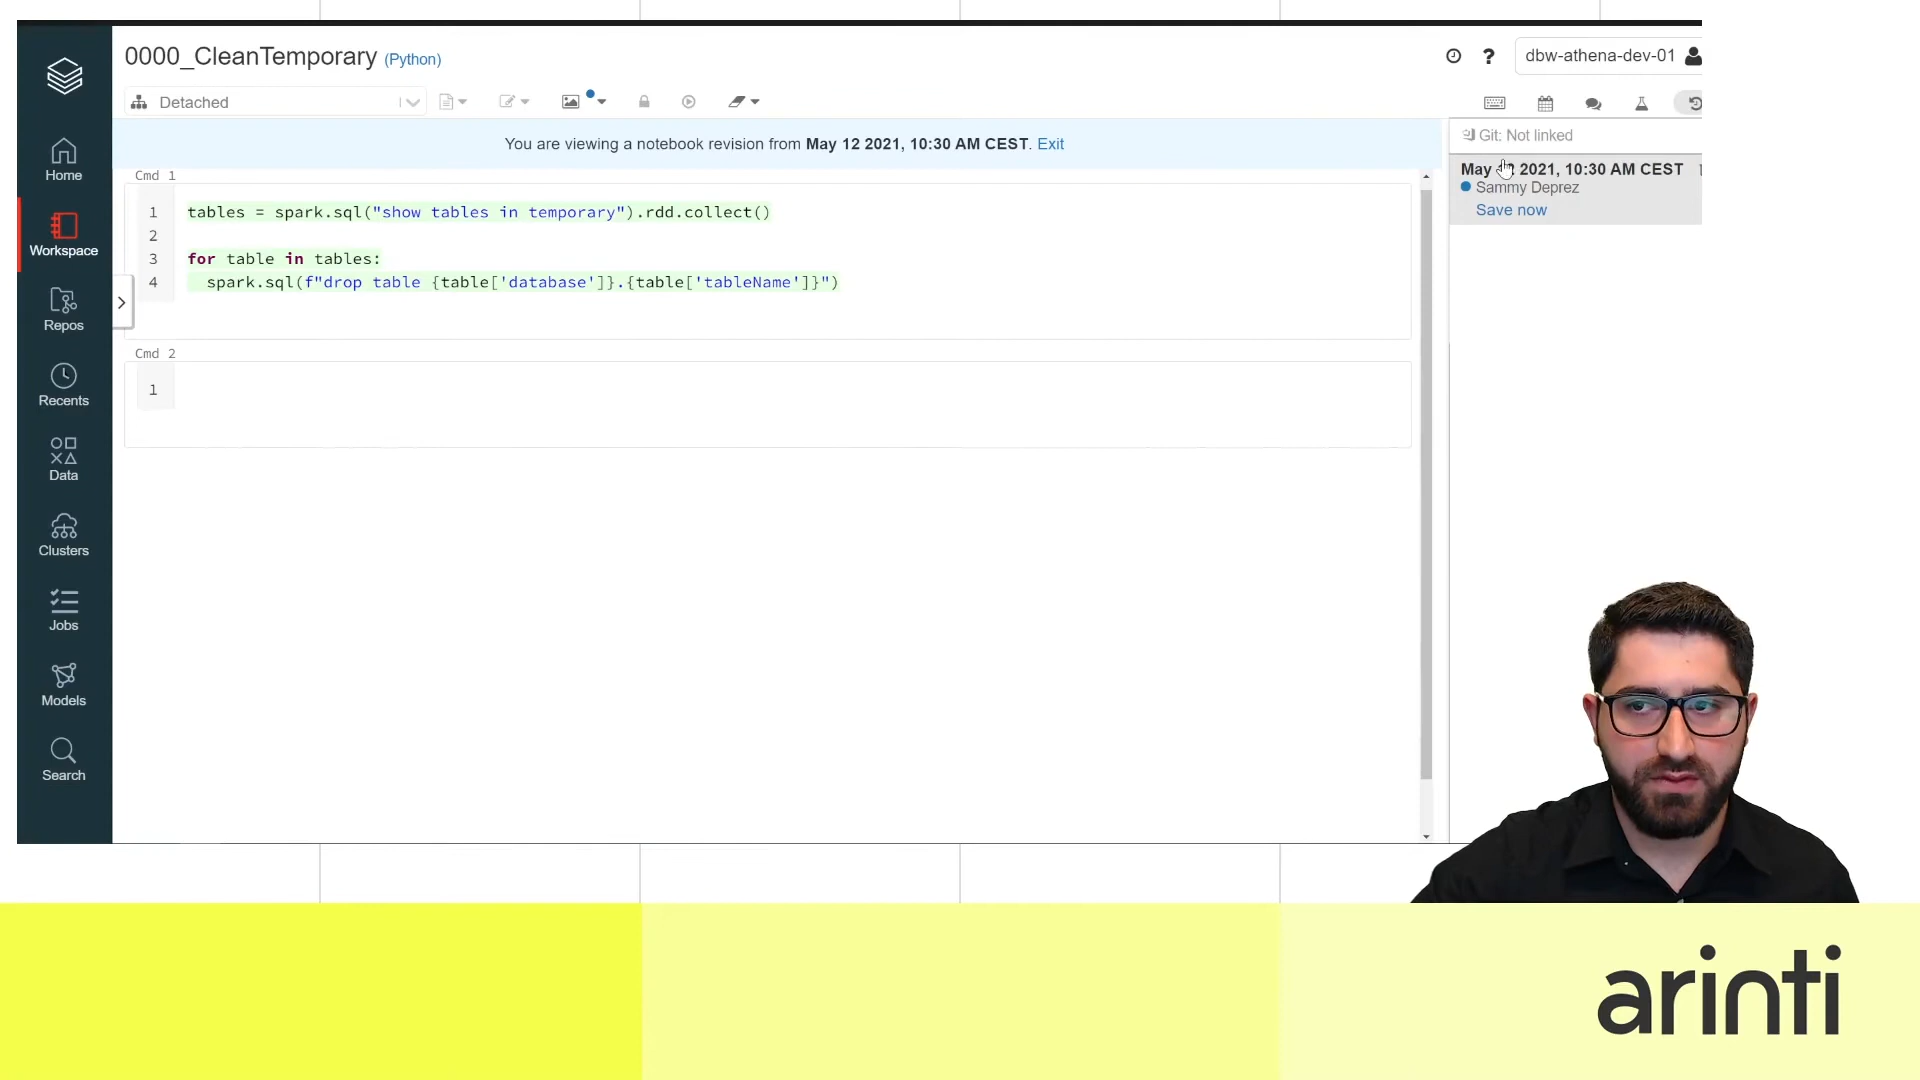 0000_CleanTemporary (Python)
dbw-athena-dev-01
Detached
You are viewing a notebook revision from May 12 2021, 10:30 AM CEST. Exit
Git: Not linked
May 2021, 10:30 AM CEST
Sammy Deprez
Save now
Home
Workspace
Repos
Recents
Data
Clusters
Jobs
Models
Search
Cmd 1
1 tables = spark.sql("show tables in temporary").rdd.collect()
2
3 for table in tables:
4 spark.sql(f"drop table {table['database']}.{table['tableName']}")
Cmd 2
1
arinti